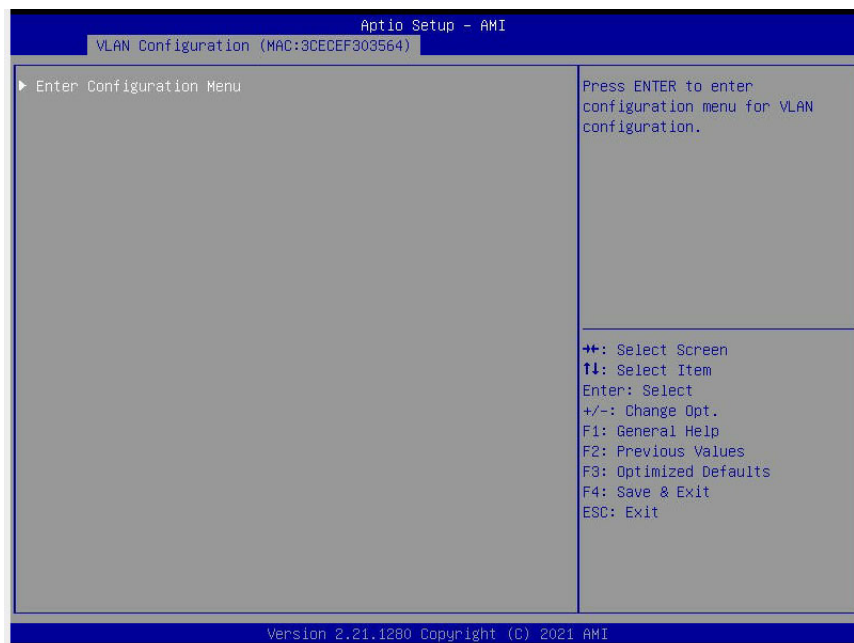 Aptio Setup - AMI
VLAN Configuration (MAC:3CECEF303564)
▶ Enter Configuration Menu
Press ENTER to enter
configuration menu for VLAN
configuration.
→←: Select Screen
↑↓: Select Item
Enter: Select
+/-: Change Opt.
F1: General Help
F2: Previous Values
F3: Optimized Defaults
F4: Save & Exit
ESC: Exit
Version 2.21.1280 Copyright (C) 2021 AMI